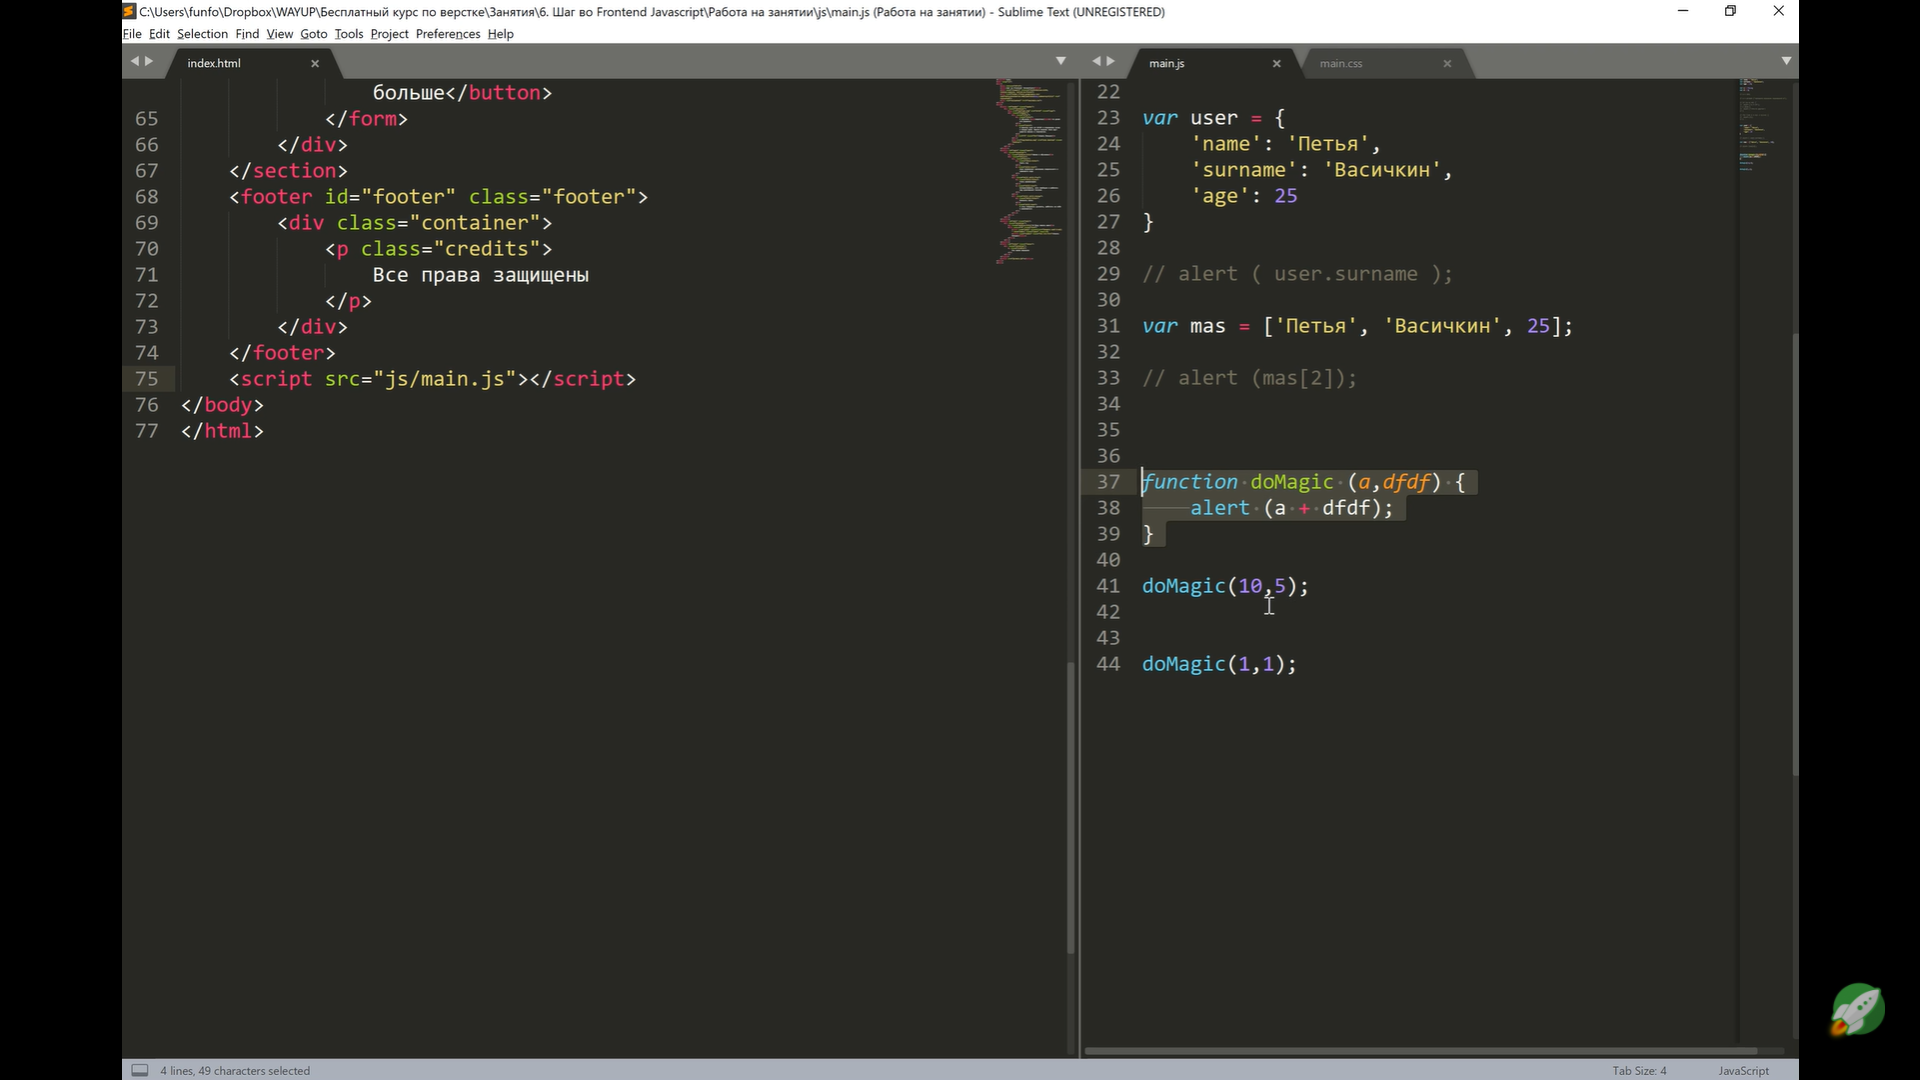 C:\Users\funfo\Dropbox\WAYUP\Бесплатный курс по верстке\Занятия\6. Шаг во Frontend Javascript\Работа на занятии\js\main.js (Работа на занятии) - Sublime Text (UNREGISTERED)
File Edit Selection Find View Goto Tools Project Preferences Help
index.html
больше</button>
65 </form>
66 </div>
67 </section>
68 <footer id="footer" class="footer">
69 <div class="container">
70 <p class="credits">
71 Все права защищены
72 </p>
73 </div>
74 </footer>
75 <script src="js/main.js"></script>
76 </body>
77 </html>
main.js main.css
22
23 var user = {
24 'name': 'Петья',
25 'surname': 'Васичкин',
26 'age': 25
27 }
28
29 // alert ( user.surname );
30
31 var mas = ['Петья', 'Васичкин', 25];
32
33 // alert (mas[2]);
34
35
36
37 function doMagic (a,dfdf) {
38 alert (a + dfdf);
39 }
40
41 doMagic(10,5);
42
43
44 doMagic(1,1);
4 lines, 49 characters selected
Tab Size: 4 JavaScript